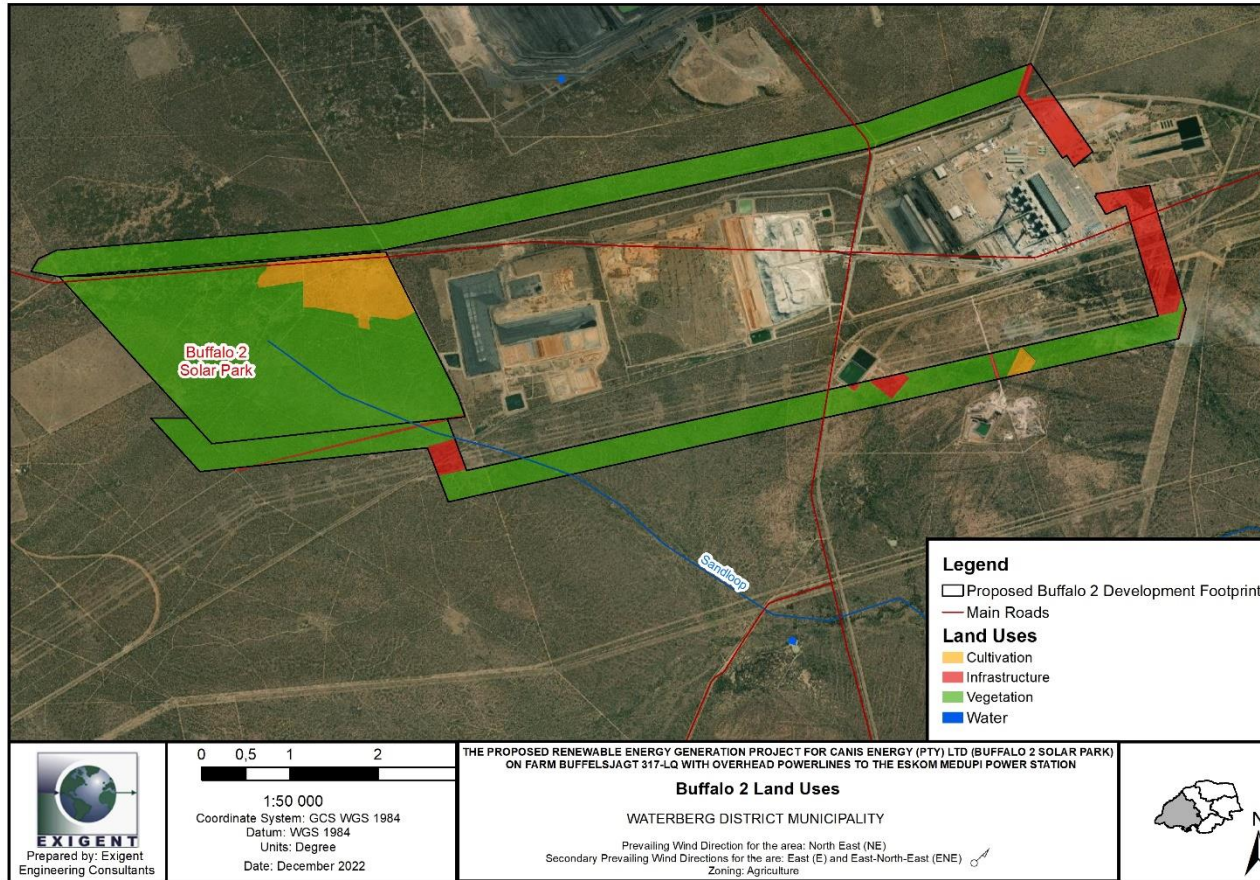 Buffalo 2
Solar Park
Sandloop
Legend
Proposed Buffalo 2 Development Footprint
Main Roads
Land Uses
Cultivation
Infrastructure
Vegetation
Water
EXIGENT
Prepared by: Exigent
Engineering Consultants
0 0,5 1 2
1:50 000
Coordinate System: GCS WGS 1984
Datum: WGS 1984
Units: Degree
Date: December 2022
THE PROPOSED RENEWABLE ENERGY GENERATION PROJECT FOR CANIS ENERGY (PTY) LTD (BUFFALO 2 SOLAR PARK)
ON FARM BUFFELSJAGT 317-LQ WITH OVERHEAD POWERLINES TO THE ESKOM MEDUPI POWER STATION
Buffalo 2 Land Uses
WATERBERG DISTRICT MUNICIPALITY
Prevailing Wind Direction for the area: North East (NE)
Secondary Prevailing Wind Directions for the are: East (E) and East-North-East (ENE)
Zoning: Agriculture
N